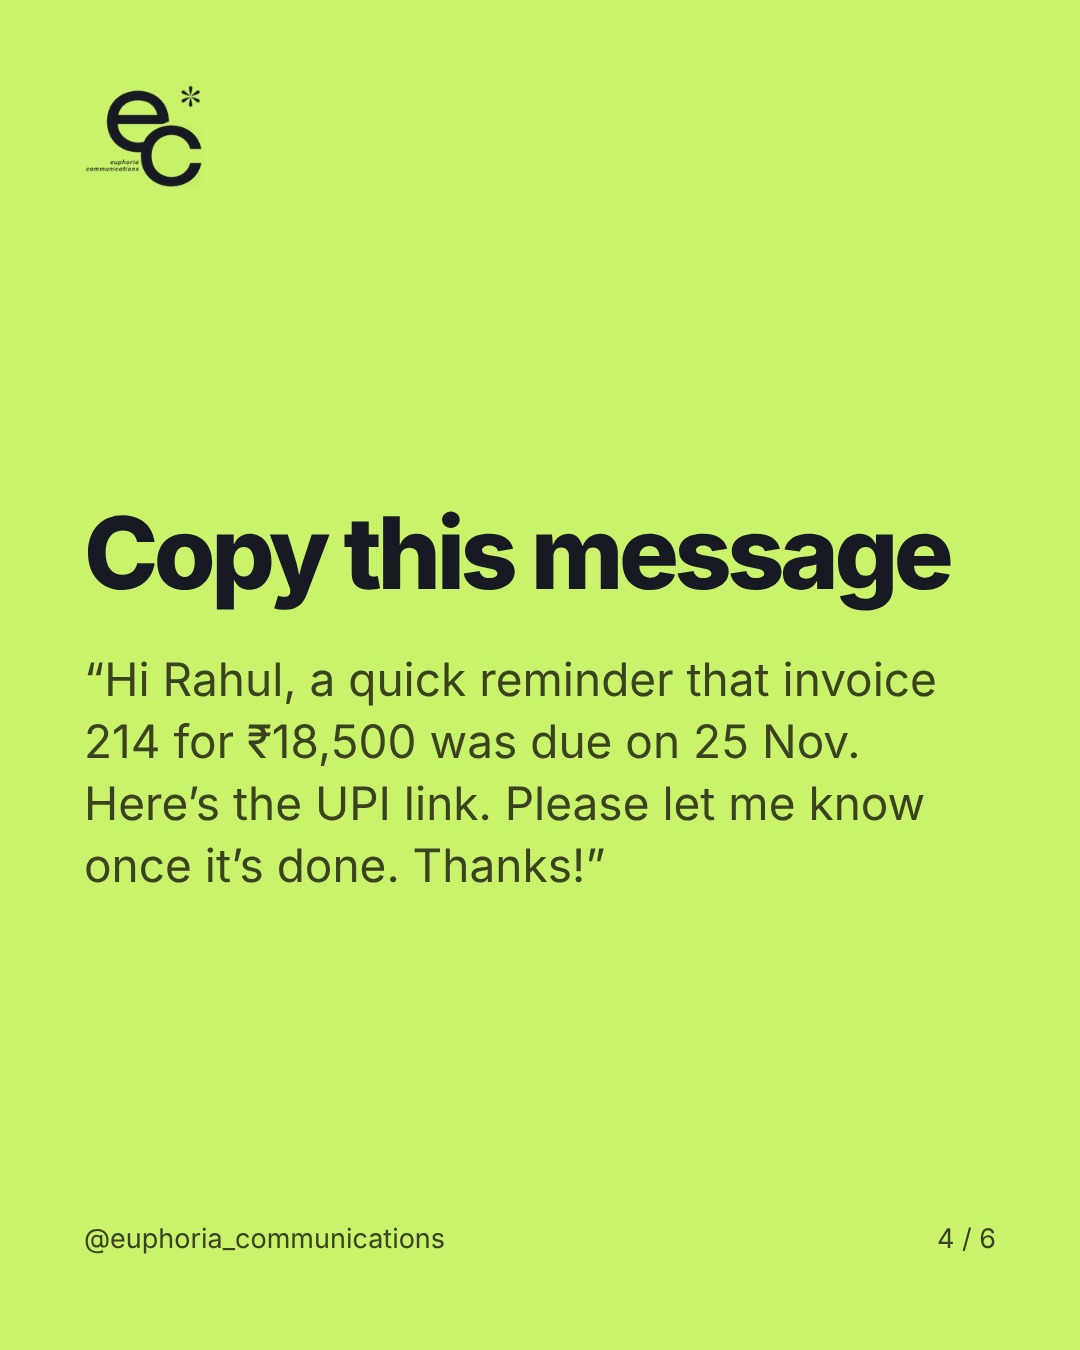 ec*
euphoria
communications
Copy this message
“Hi Rahul, a quick reminder that invoice
214 for ₹18,500 was due on 25 Nov.
Here’s the UPI link. Please let me know
once it’s done. Thanks!”
@euphoria_communications
4 / 6